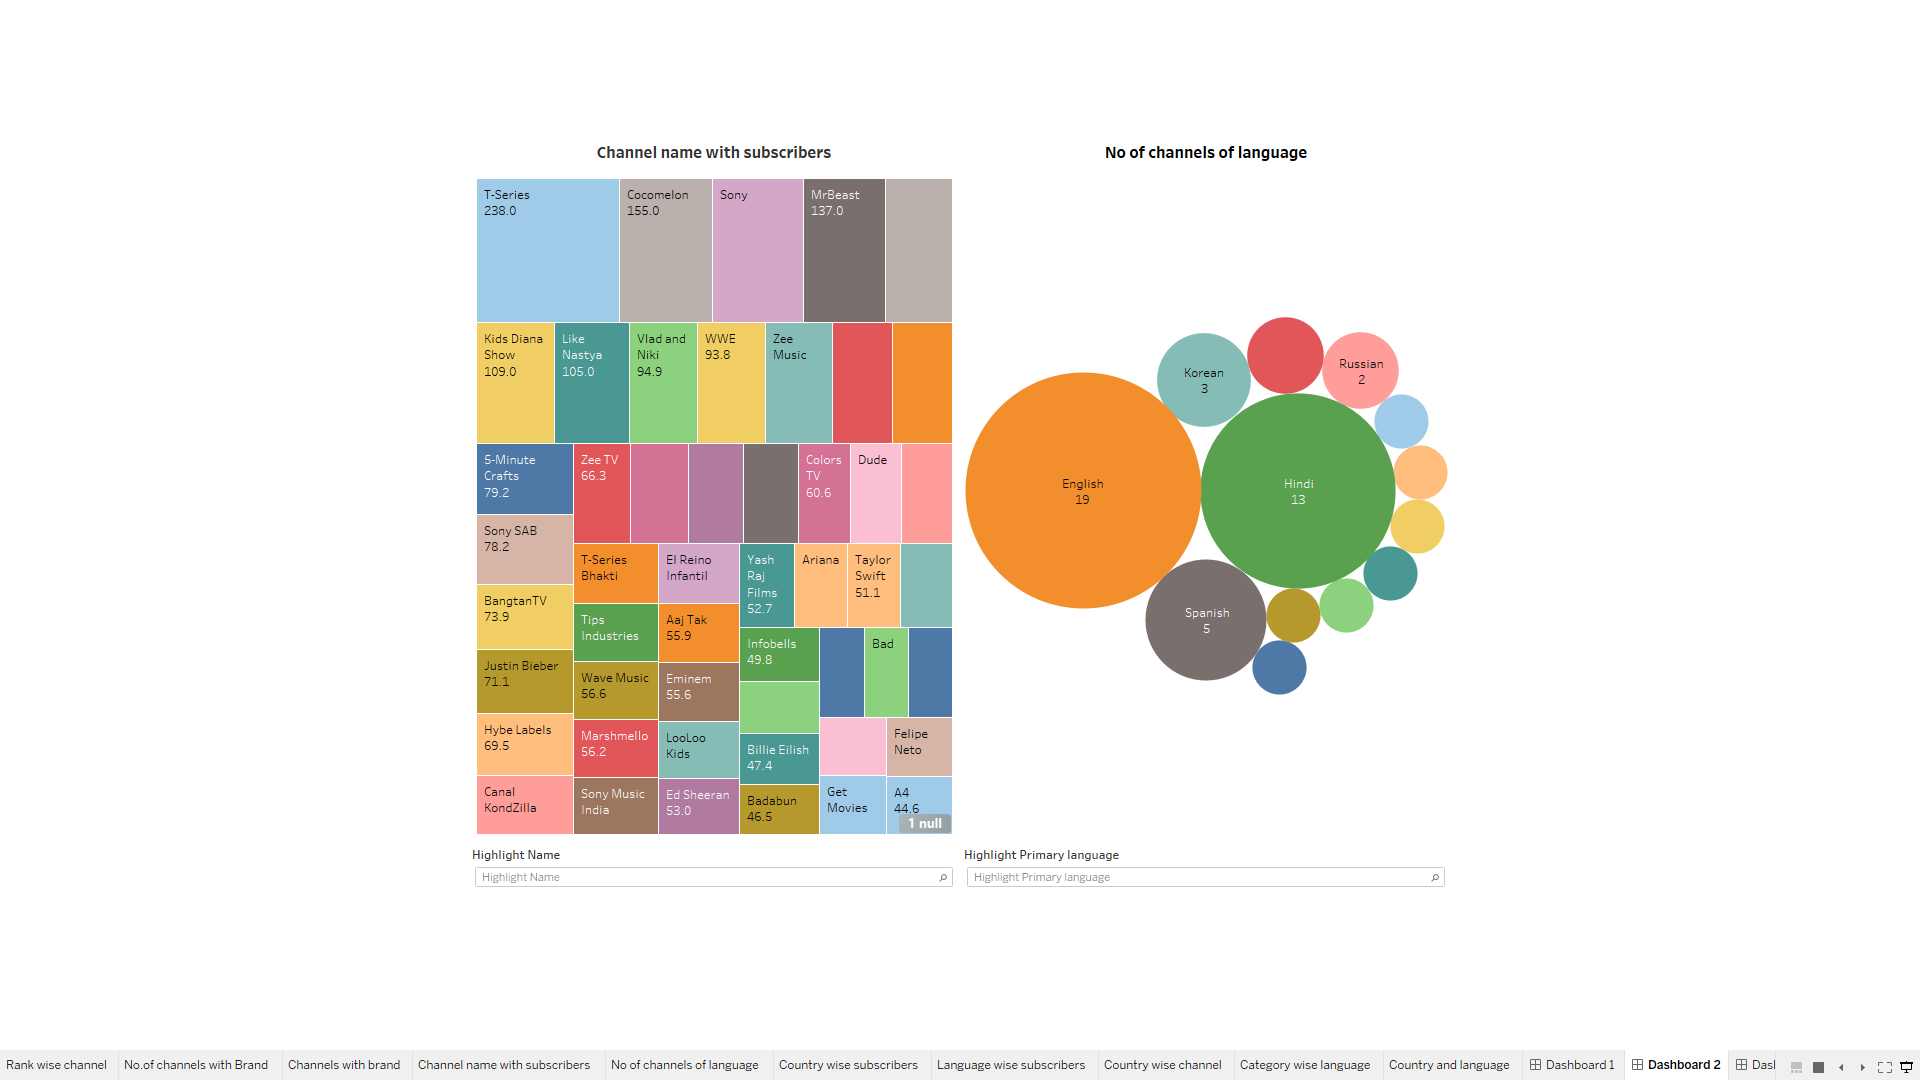 Channel name with subscribers
T-Series
238.0
Cocomelon
155.0
Sony
MrBeast
137.0
Kids Diana
Show
109.0
Like
Nastya
105.0
Vlad and
Niki
94.9
WWE
93.8
Zee
Music
5-Minute
Crafts
79.2
Zee TV
66.3
Colors
TV
60.6
Dude
Sony SAB
78.2
T-Series
Bhakti
El Reino
Infantil
Yash
Raj
Films
52.7
Ariana
Taylor
Swift
51.1
BangtanTV
73.9
Tips
Industries
Aaj Tak
55.9
Infobells
49.8
Bad
Justin Bieber
71.1
Wave Music
56.6
Eminem
55.6
Hybe Labels
69.5
Marshmello
56.2
LooLoo
Kids
Billie Eilish
47.4
Felipe
Neto
Canal
KondZilla
Sony Music
India
Ed Sheeran
53.0
Badabun
46.5
Get
Movies
A4
44.6
1 null
Highlight Name
Highlight Name
No of channels of language
Korean
3
Russian
2
English
19
Hindi
13
Spanish
5
Highlight Primary language
Highlight Primary language
Rank wise channel
No.of channels with Brand
Channels with brand
Channel name with subscribers
No of channels of language
Country wise subscribers
Language wise subscribers
Country wise channel
Category wise language
Country and language
Dashboard 1
Dashboard 2
Dasl